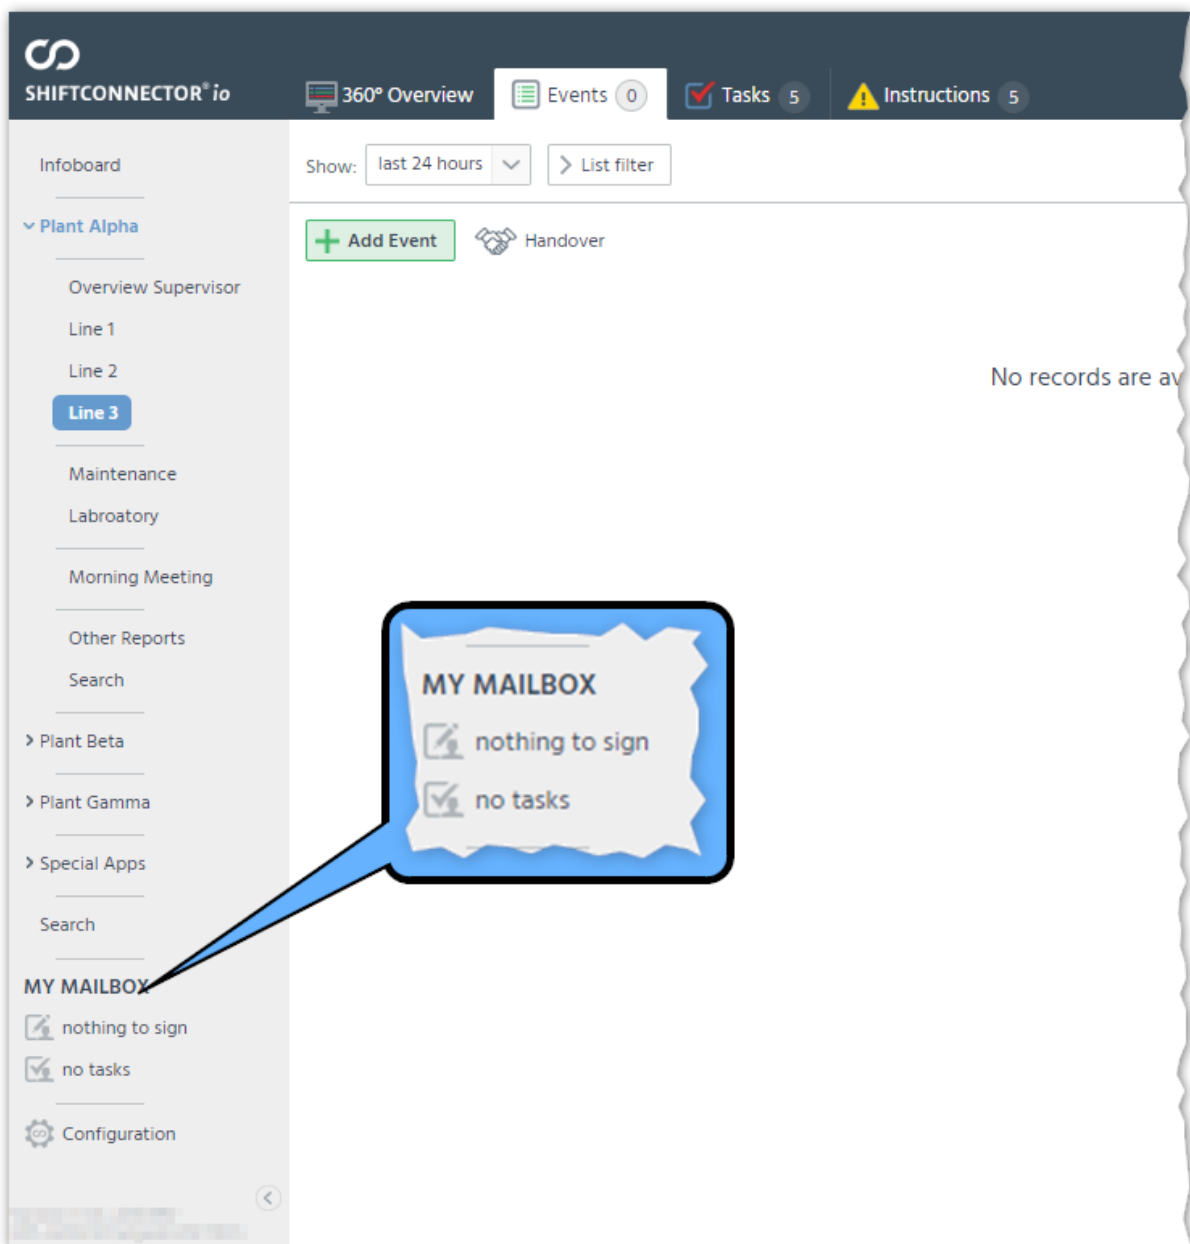 SHIFTCONNECTOR® io
360° Overview
Events 0
Tasks 5
Instructions 5
Infoboard
Plant Alpha
Overview Supervisor
Line 1
Line 2
Line 3
Maintenance
Labroatory
Morning Meeting
Other Reports
Search
Plant Beta
Plant Gamma
Special Apps
Search
MY MAILBOX
nothing to sign
no tasks
Configuration
Show: last 24 hours
List filter
Add Event
Handover
No records are av
MY MAILBOX
nothing to sign
no tasks